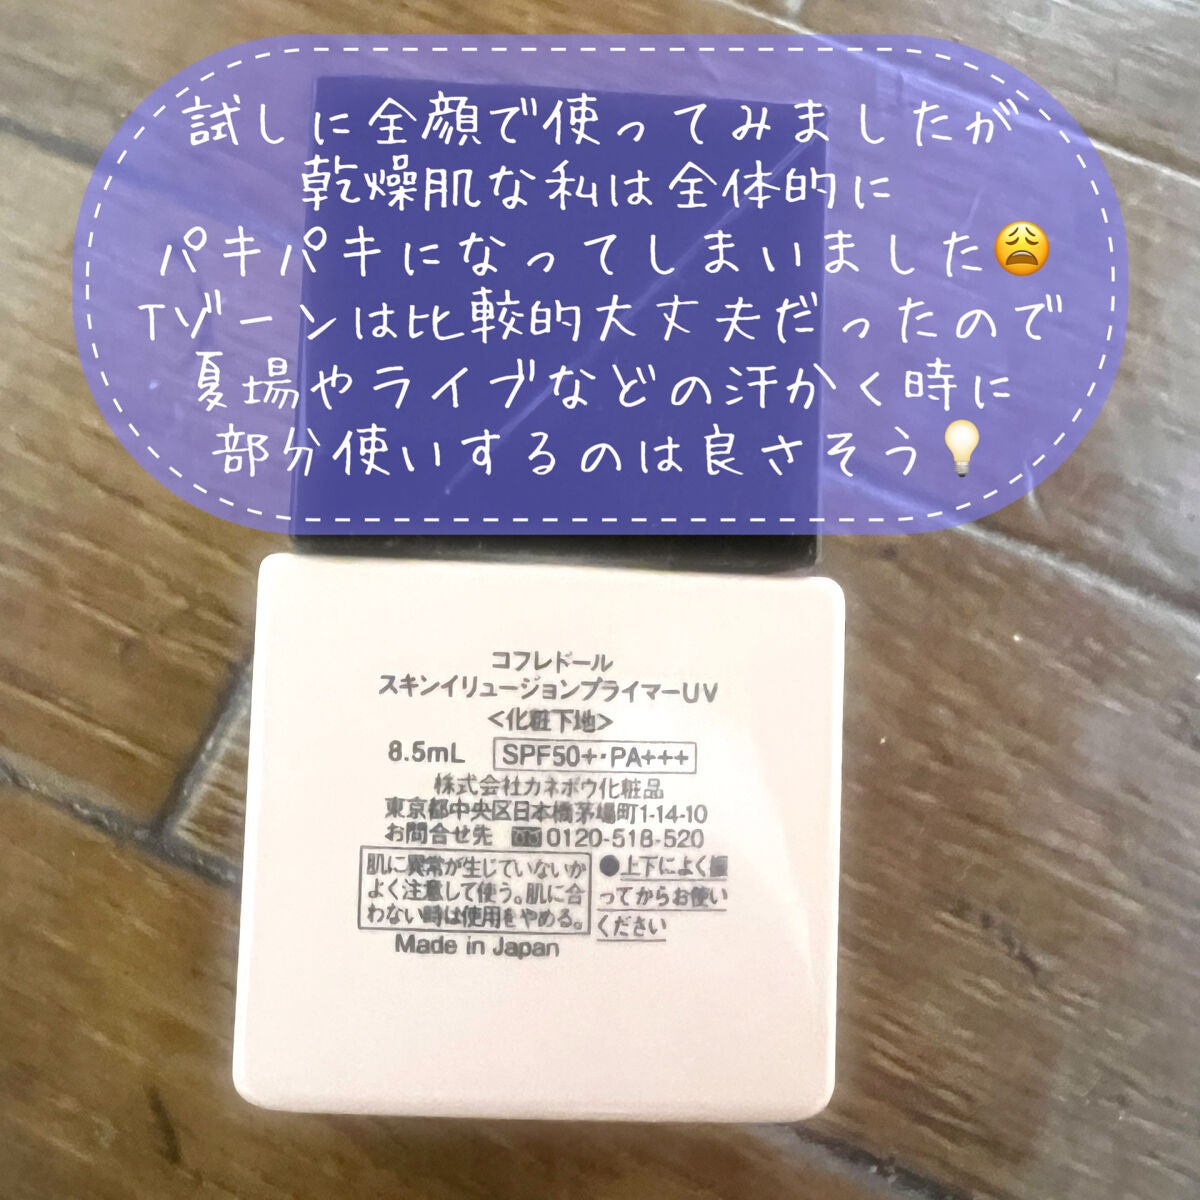 試しに全顔で使ってみましたが
乾燥肌な私は全体的に
パキパキになってしまいました😩
Tゾーンは比較的大丈夫だったので
夏場やライブなどの汗かく時に
部分使いするのは良さそう💡
コフレドール
スキンイリュージョンプライマーUV
<化粧下地>
8.5mL SPF50+・PA+++
株式会社カネボウ化粧品
東京都中央区日本橋茅場町1-14-10
お問合せ先 0120-518-520
肌に異常が生じていないか
よく注意して使う。肌に合
わない時は使用をやめる。
●上下によく振
ってからお使い
ください
Made in Japan